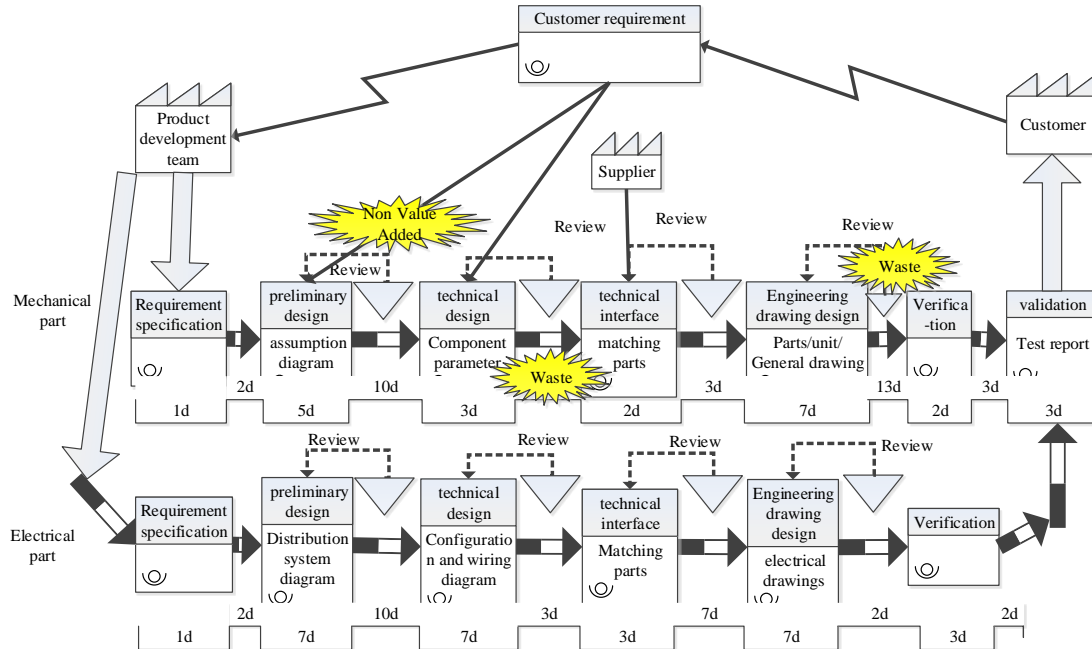 Customer requirement
Product
development
team
Customer
Supplier
Non Value
Added
Review
Review
Review
Waste
Review
Mechanical
part
Requirement
specification
preliminary
design
assumption
diagram
technical
design
Component
parameter
technical
interface
matching
parts
Engineering
drawing design
Parts/unit/
General drawing
Verifica
-tion
validation
Test report
Waste
2d
10d
3d
13d
3d
1d
5d
3d
2d
7d
2d
3d
Review
Review
Review
Review
Electrical
part
Requirement
specification
preliminary
design
Distribution
system
diagram
technical
design
Configuratio
n and wiring
diagram
technical
interface
Matching
parts
Engineering
drawing
design
electrical
drawings
Verification
2d
10d
3d
7d
2d
2d
1d
7d
7d
3d
7d
3d